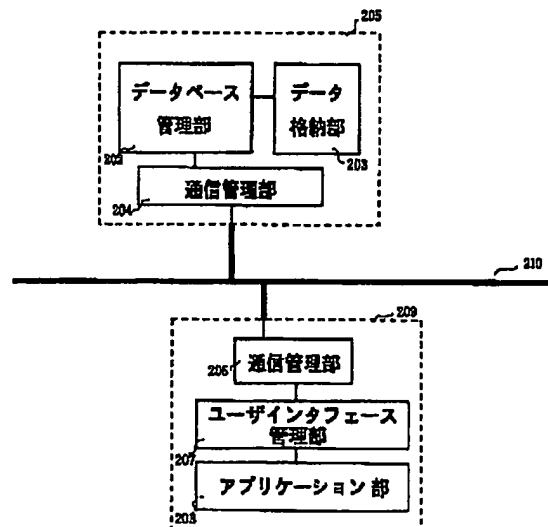 205
データベース
管理部
データ
格納部
202
203
通信管理部
204
210
209
通信管理部
206
ユーザインタフェース
管理部
207
アプリケーション部
203